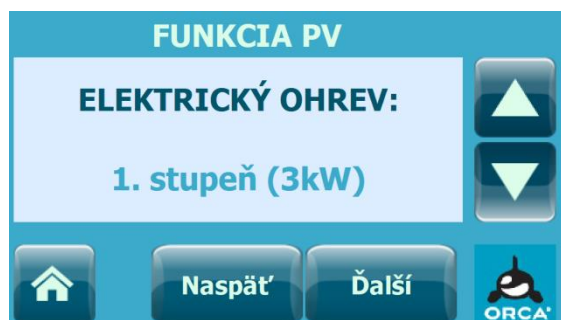 FUNKCIA PV
ELEKTRICKÝ OHREV:
1. stupeň (3kW)
Naspäť
Ďalší
ORCA